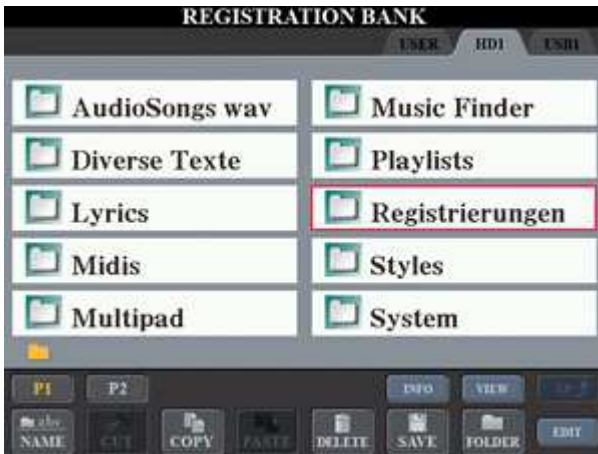 REGISTRATION BANK
USER HD1 USB1
AudioSongs wav
Music Finder
Diverse Texte
Playlists
Lyrics
Registrierungen
Midis
Styles
Multipad
System
P1 P2 INFO VIEW
abc
NAME CUT COPY PASTE DELETE SAVE FOLDER EDIT